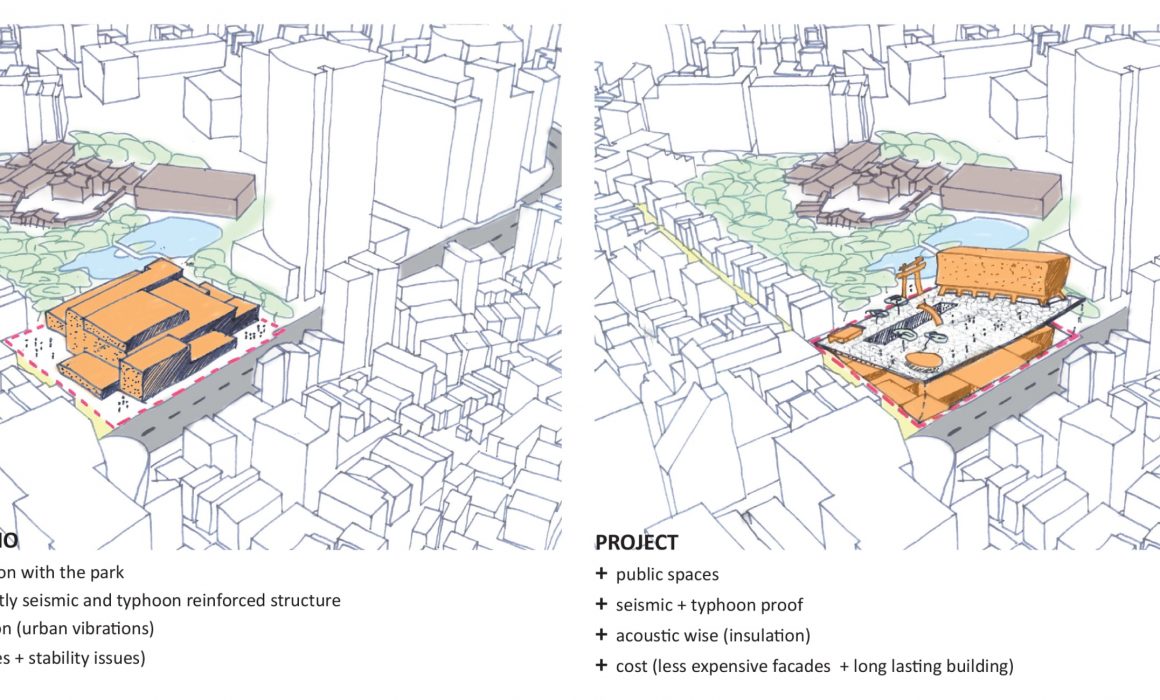 IO
on with the park
tly seismic and typhoon reinforced structure
on (urban vibrations)
es + stability issues)
PROJECT
+ public spaces
+ seismic + typhoon proof
+ acoustic wise (insulation)
+ cost (less expensive facades + long lasting building)